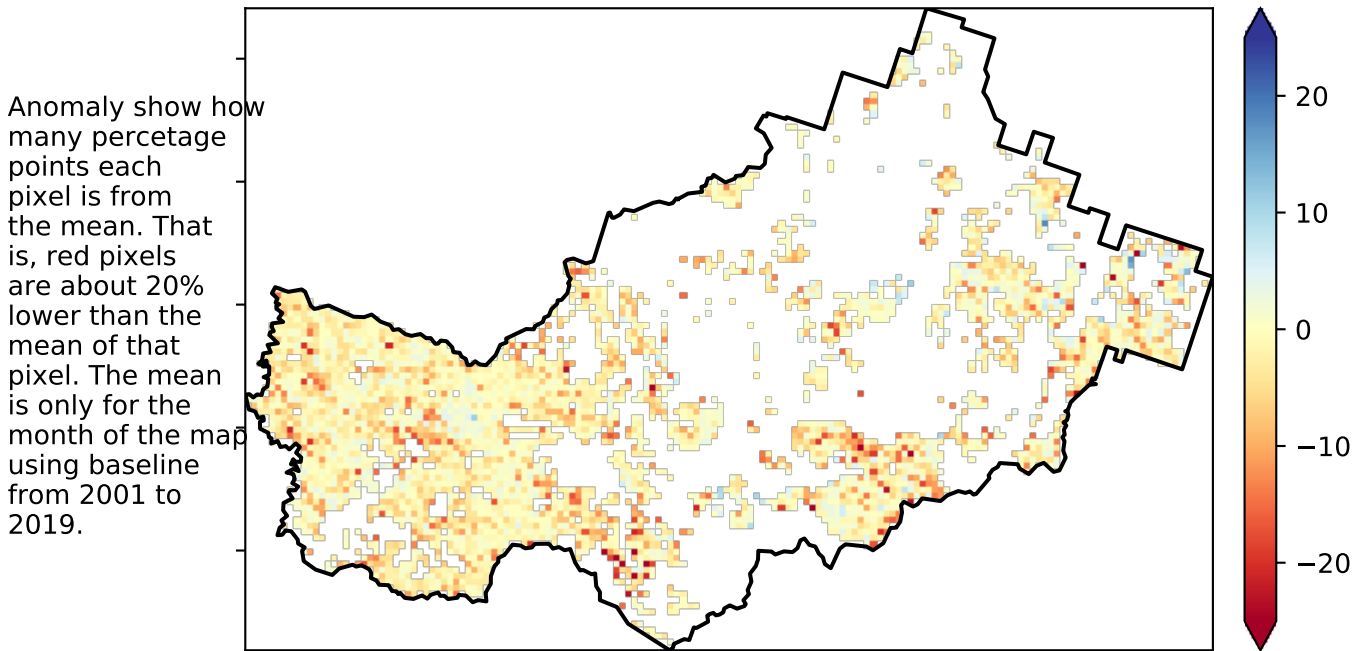 Anomaly show how
many percetage
points each
pixel is from
the mean. That
is, red pixels
are about 20%
lower than the
mean of that
pixel. The mean
is only for the
month of the map
using baseline
from 2001 to
2019.
20
10
0
−10
−20